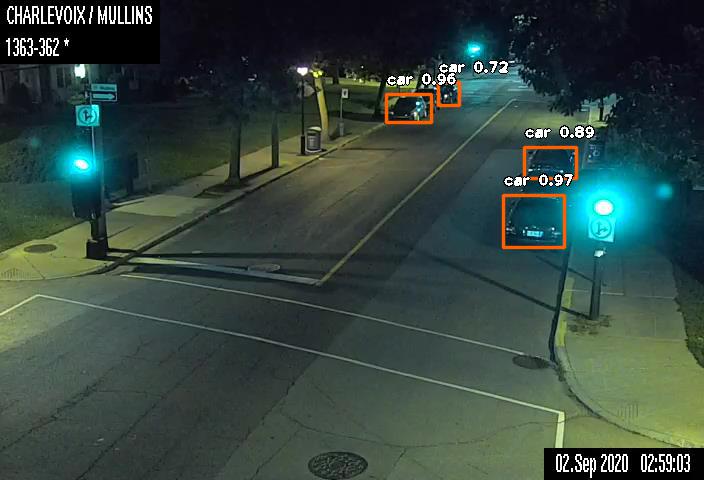 CHARLEVOIX / MULLINS
1363-362 *
car 0.72
car 0.96
car 0.89
car 0.97
02.Sep 2020 02:59:03